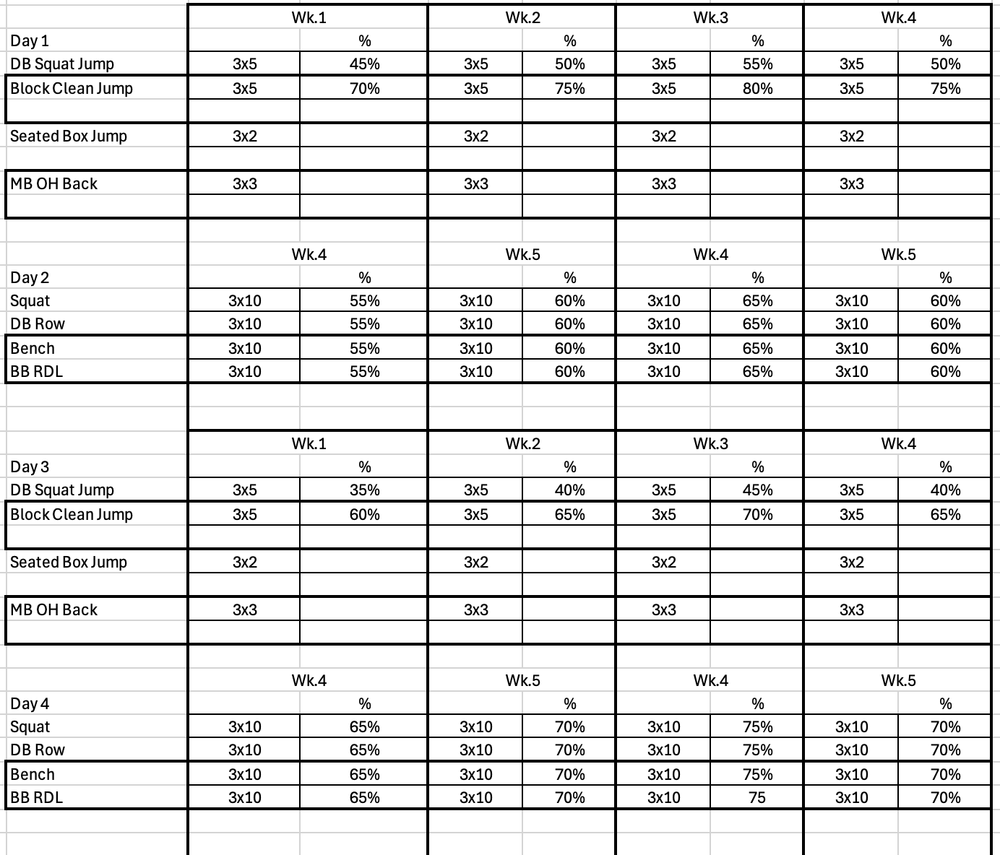 Wk.1 Wk.2 Wk.3 Wk.4
Day 1 % % % %
DB Squat Jump 3x5 45% 3x5 50% 3x5 55% 3x5 50%
Block Clean Jump 3x5 70% 3x5 75% 3x5 80% 3x5 75%
Seated Box Jump 3x2 3x2 3x2 3x2
MB OH Back 3x3 3x3 3x3 3x3
Wk.4 Wk.5 Wk.4 Wk.5
Day 2 % % % %
Squat 3x10 55% 3x10 60% 3x10 65% 3x10 60%
DB Row 3x10 55% 3x10 60% 3x10 65% 3x10 60%
Bench 3x10 55% 3x10 60% 3x10 65% 3x10 60%
BB RDL 3x10 55% 3x10 60% 3x10 65% 3x10 60%
Wk.1 Wk.2 Wk.3 Wk.4
Day 3 % % % %
DB Squat Jump 3x5 35% 3x5 40% 3x5 45% 3x5 40%
Block Clean Jump 3x5 60% 3x5 65% 3x5 70% 3x5 65%
Seated Box Jump 3x2 3x2 3x2 3x2
MB OH Back 3x3 3x3 3x3 3x3
Wk.4 Wk.5 Wk.4 Wk.5
Day 4 % % % %
Squat 3x10 65% 3x10 70% 3x10 75% 3x10 70%
DB Row 3x10 65% 3x10 70% 3x10 75% 3x10 70%
Bench 3x10 65% 3x10 70% 3x10 75% 3x10 70%
BB RDL 3x10 65% 3x10 70% 3x10 75 3x10 70%